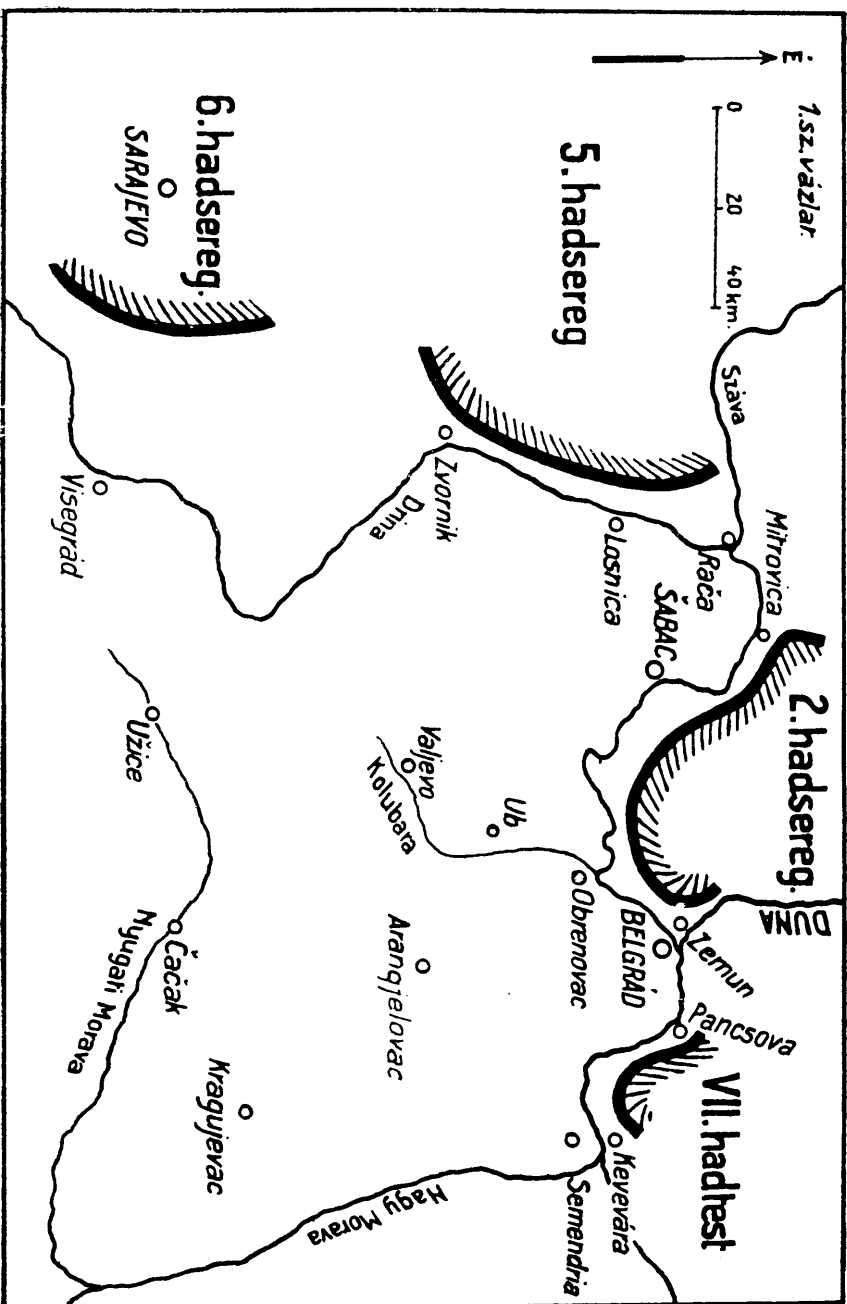 1.sz.vázlat.
É
0 20 40 km.
6.hadsereg.
SARAJEVO
5.hadsereg
Száva
Mitrovica
Rača
ŠABAC
Losnica
Zvornik
Drina
Visegrád
2.hadsereg.
DUNA
Zemun
BELGRÁD
Pancsova
VII.hadtest
Kevevára
Semendria
Obrenovac
Ub
Valjevo
Kolubara
Arangjelovac
Užice
Čačak
Nyugati Morava
Kragujevac
Nagy Morava